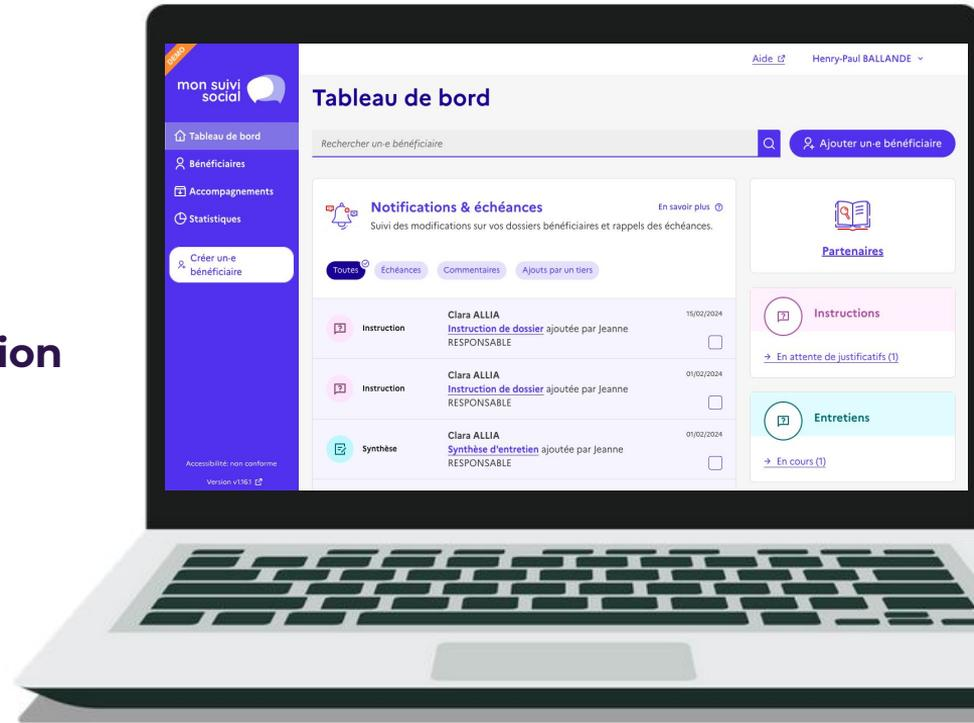 ion
DEMO
mon suivi
social
Tableau de bord
Bénéficiaires
Accompagnements
Statistiques
Créer un·e
bénéficiaire
Accessibilité: non conforme
Version v1.16.1
Aide
Henry-Paul BALLANDE
Tableau de bord
Rechercher un·e bénéficiaire
Ajouter un·e bénéficiaire
Notifications & échéances
En savoir plus
Suivi des modifications sur vos dossiers bénéficiaires et rappels des échéances.
Toutes
Échéances
Commentaires
Ajouts par un tiers
Instruction
Clara ALLIA
Instruction de dossier ajoutée par Jeanne
RESPONSABLE
15/02/2024
Instruction
Clara ALLIA
Instruction de dossier ajoutée par Jeanne
RESPONSABLE
01/02/2024
Synthèse
Clara ALLIA
Synthèse d'entretien ajoutée par Jeanne
RESPONSABLE
01/02/2024
Partenaires
Instructions
→ En attente de justificatifs (1)
Entretiens
→ En cours (1)